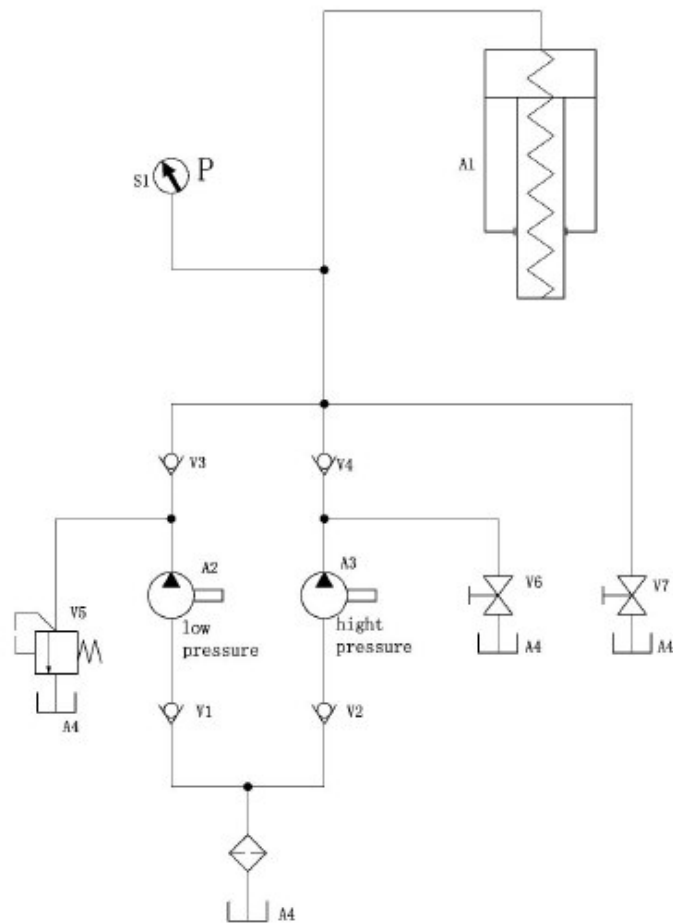 A1
S1 P
V3
V4
A2
A3
V6
V7
V5
low
pressure
hight
pressure
A4
A4
A4
V1
V2
A4